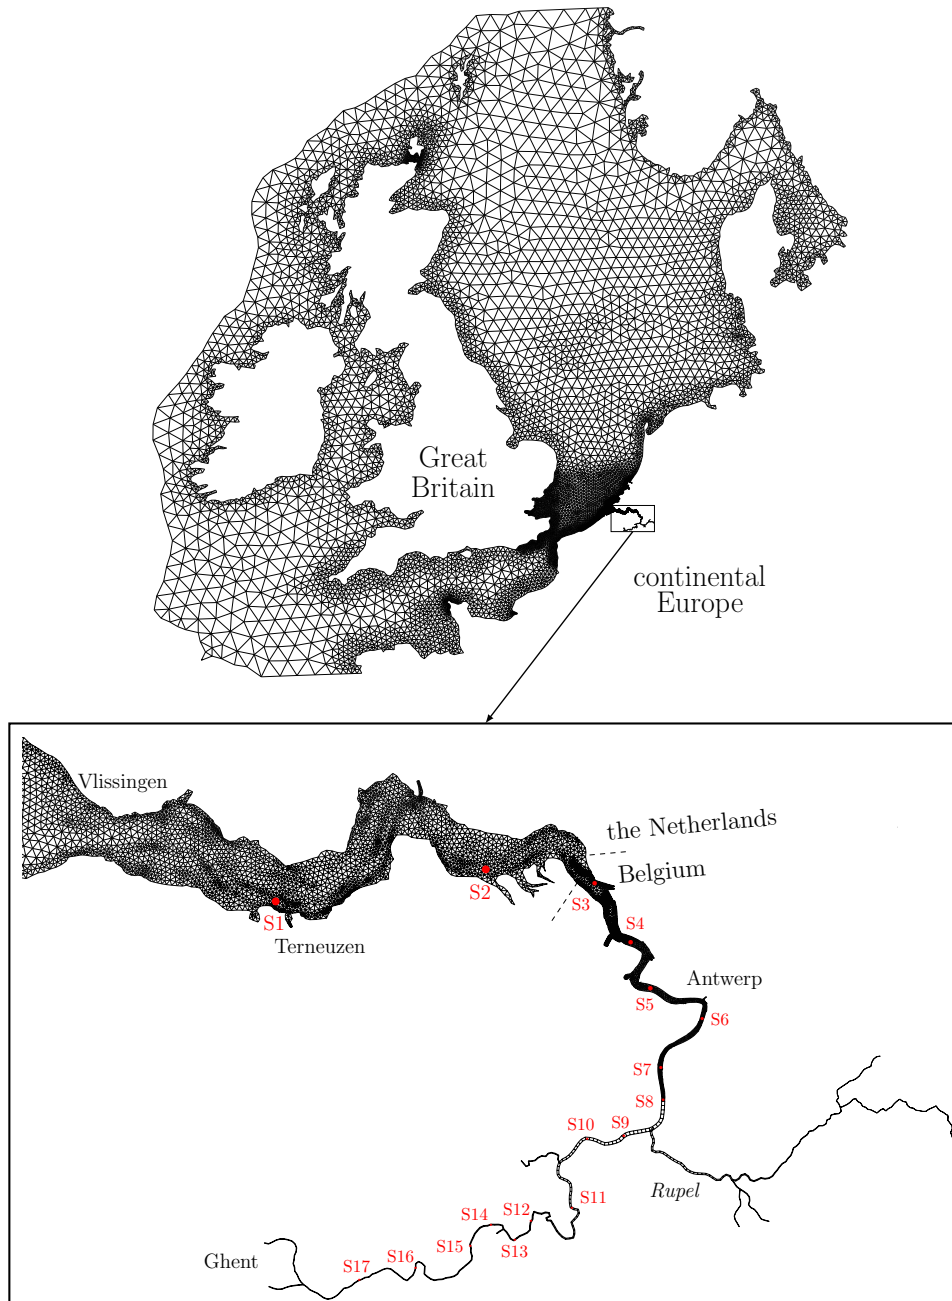 Great
Britain
continental
Europe
Vlissingen
the Netherlands
Belgium
S1
S2
S3
Terneuzen
S4
Antwerp
S5
S6
S7
S8
S9
S10
Rupel
S11
S12
S13
S14
S15
S16
S17
Ghent